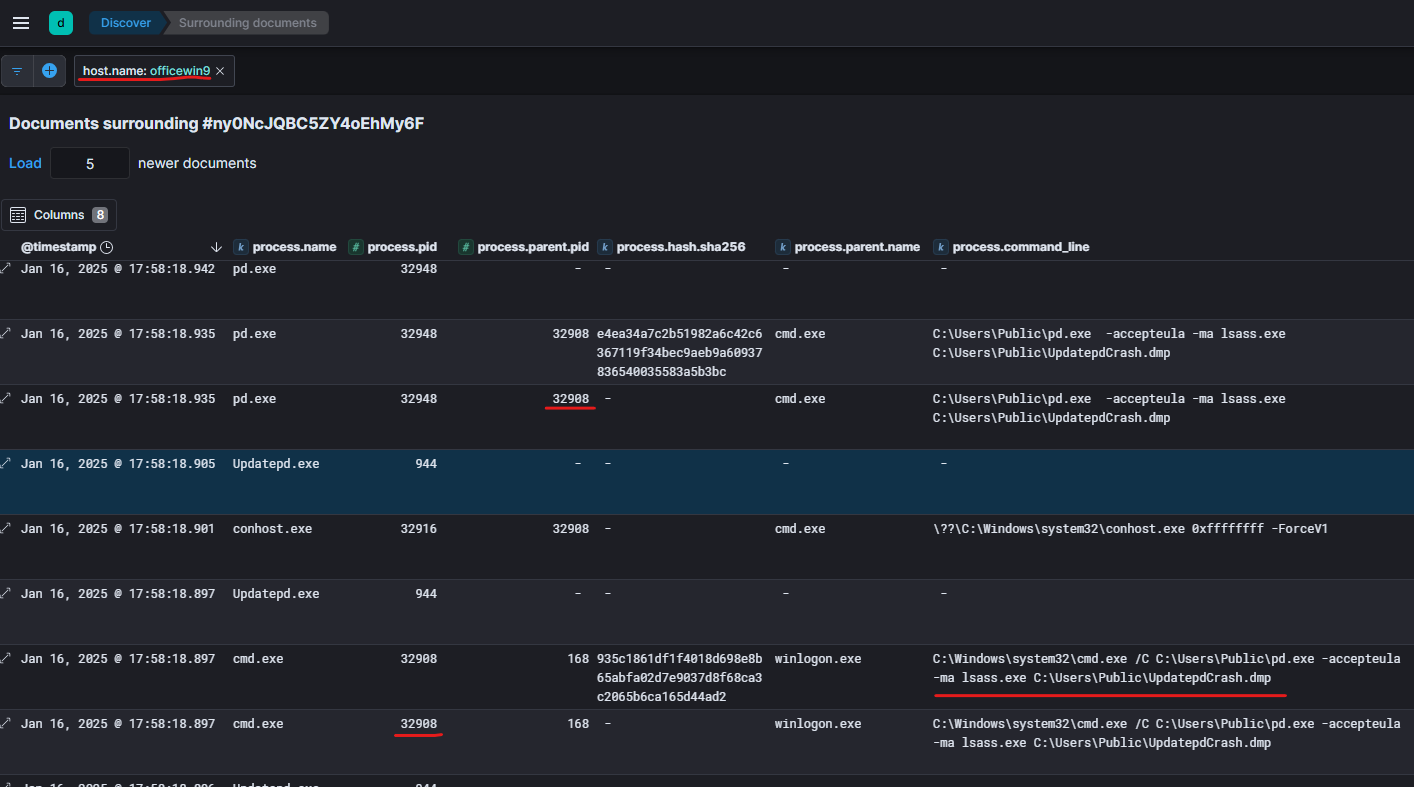 d Discover Surrounding documents
host.name: officewin9
Documents surrounding #ny0NcJQBC5ZY4oEhMy6F
Load 5 newer documents
Columns 8
@timestamp k process.name # process.pid # process.parent.pid k process.hash.sha256 k process.parent.name k process.command_line
Jan 16, 2025 @ 17:58:18.942 pd.exe 32948 - - - -
Jan 16, 2025 @ 17:58:18.935 pd.exe 32948 32908 e4ea34a7c2b51982a6c42c6 cmd.exe C:\Users\Public\pd.exe  -accepteula -ma lsass.exe
367119f34bec9aeb9a60937 C:\Users\Public\UpdatepdCrash.dmp
836540035583a5b3bc
Jan 16, 2025 @ 17:58:18.935 pd.exe 32948 32908 - cmd.exe C:\Users\Public\pd.exe  -accepteula -ma lsass.exe
C:\Users\Public\UpdatepdCrash.dmp
Jan 16, 2025 @ 17:58:18.905 Updatepd.exe 944 - - - -
Jan 16, 2025 @ 17:58:18.901 conhost.exe 32916 32908 - cmd.exe \??\C:\Windows\system32\conhost.exe 0xffffffff -ForceV1
Jan 16, 2025 @ 17:58:18.897 Updatepd.exe 944 - - - -
Jan 16, 2025 @ 17:58:18.897 cmd.exe 32908 168 935c1861df1f4018d698e8b winlogon.exe C:\Windows\system32\cmd.exe /C C:\Users\Public\pd.exe -accepteula
65abfa02d7e9037d8f68ca3 -ma lsass.exe C:\Users\Public\UpdatepdCrash.dmp
c2065b6ca165d44ad2
Jan 16, 2025 @ 17:58:18.897 cmd.exe 32908 168 - winlogon.exe C:\Windows\system32\cmd.exe /C C:\Users\Public\pd.exe -accepteula
-ma lsass.exe C:\Users\Public\UpdatepdCrash.dmp